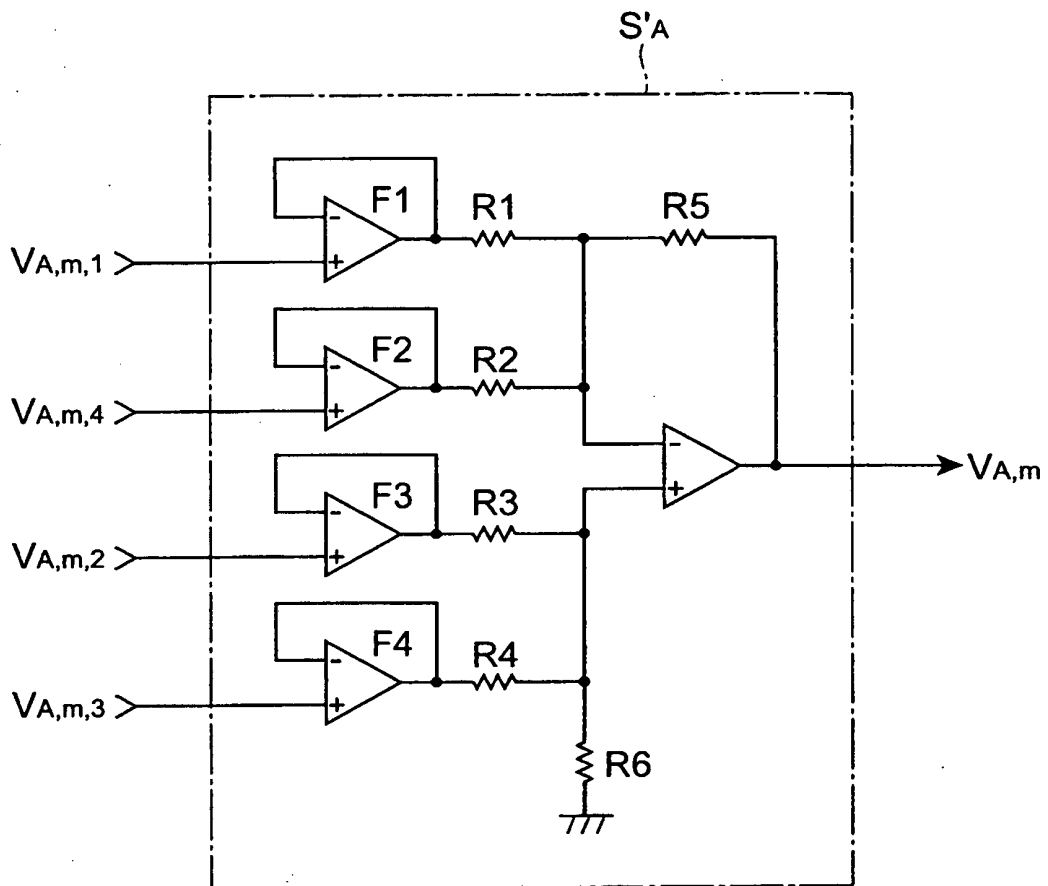 S'A
F1
R1
R5
VA,m,1
-
+
F2
R2
VA,m,4
-
+
-
+
VA,m
F3
R3
VA,m,2
-
+
F4
R4
VA,m,3
-
+
R6